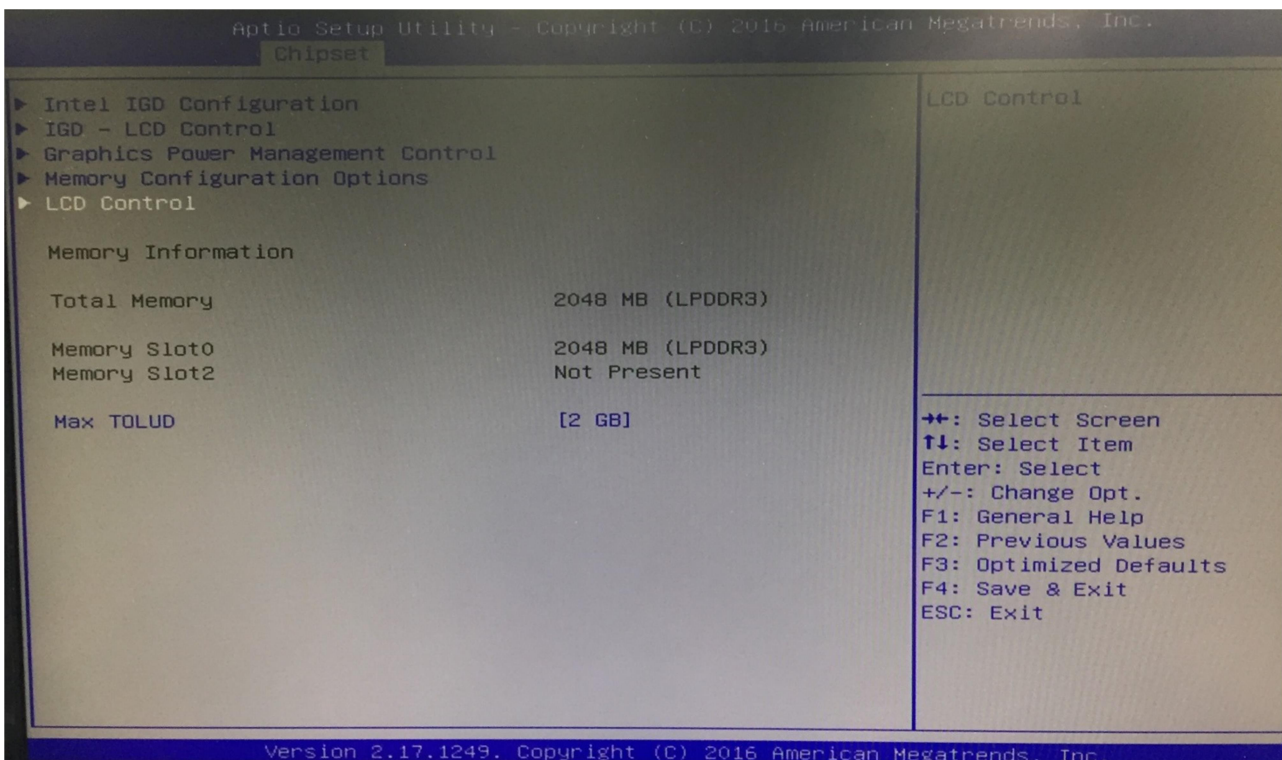 Aptio Setup Utility - Copyright (C) 2016 American Megatrends, Inc.
Chipset
► Intel IGD Configuration
► IGD - LCD Control
► Graphics Power Management Control
► Memory Configuration Options
► LCD Control
Memory Information
Total Memory 2048 MB (LPDDR3)
Memory Slot0 2048 MB (LPDDR3)
Memory Slot2 Not Present
Max TOLUD [2 GB]
LCD Control
→←: Select Screen
↑↓: Select Item
Enter: Select
+/-: Change Opt.
F1: General Help
F2: Previous Values
F3: Optimized Defaults
F4: Save & Exit
ESC: Exit
Version 2.17.1249. Copyright (C) 2016 American Megatrends, Inc.